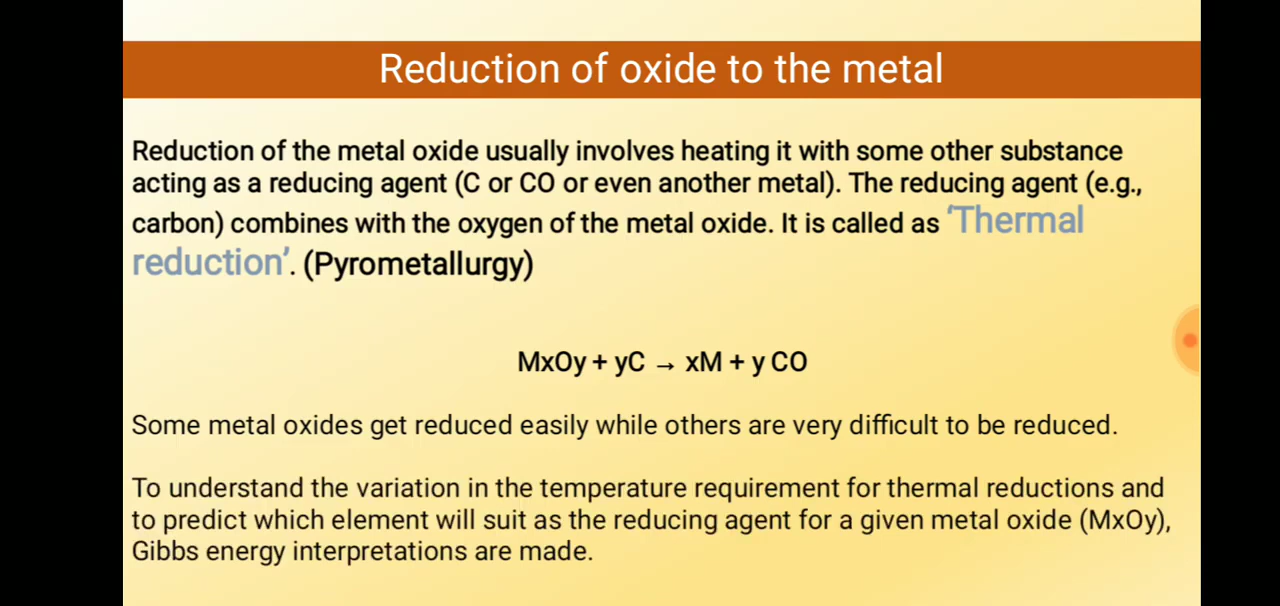 Reduction of oxide to the metal
Reduction of the metal oxide usually involves heating it with some other substance
acting as a reducing agent (C or CO or even another metal). The reducing agent (e.g.,
carbon) combines with the oxygen of the metal oxide. It is called as ‘Thermal
reduction’. (Pyrometallurgy)
MxOy + yC → xM + y CO
Some metal oxides get reduced easily while others are very difficult to be reduced.
To understand the variation in the temperature requirement for thermal reductions and
to predict which element will suit as the reducing agent for a given metal oxide (MxOy),
Gibbs energy interpretations are made.